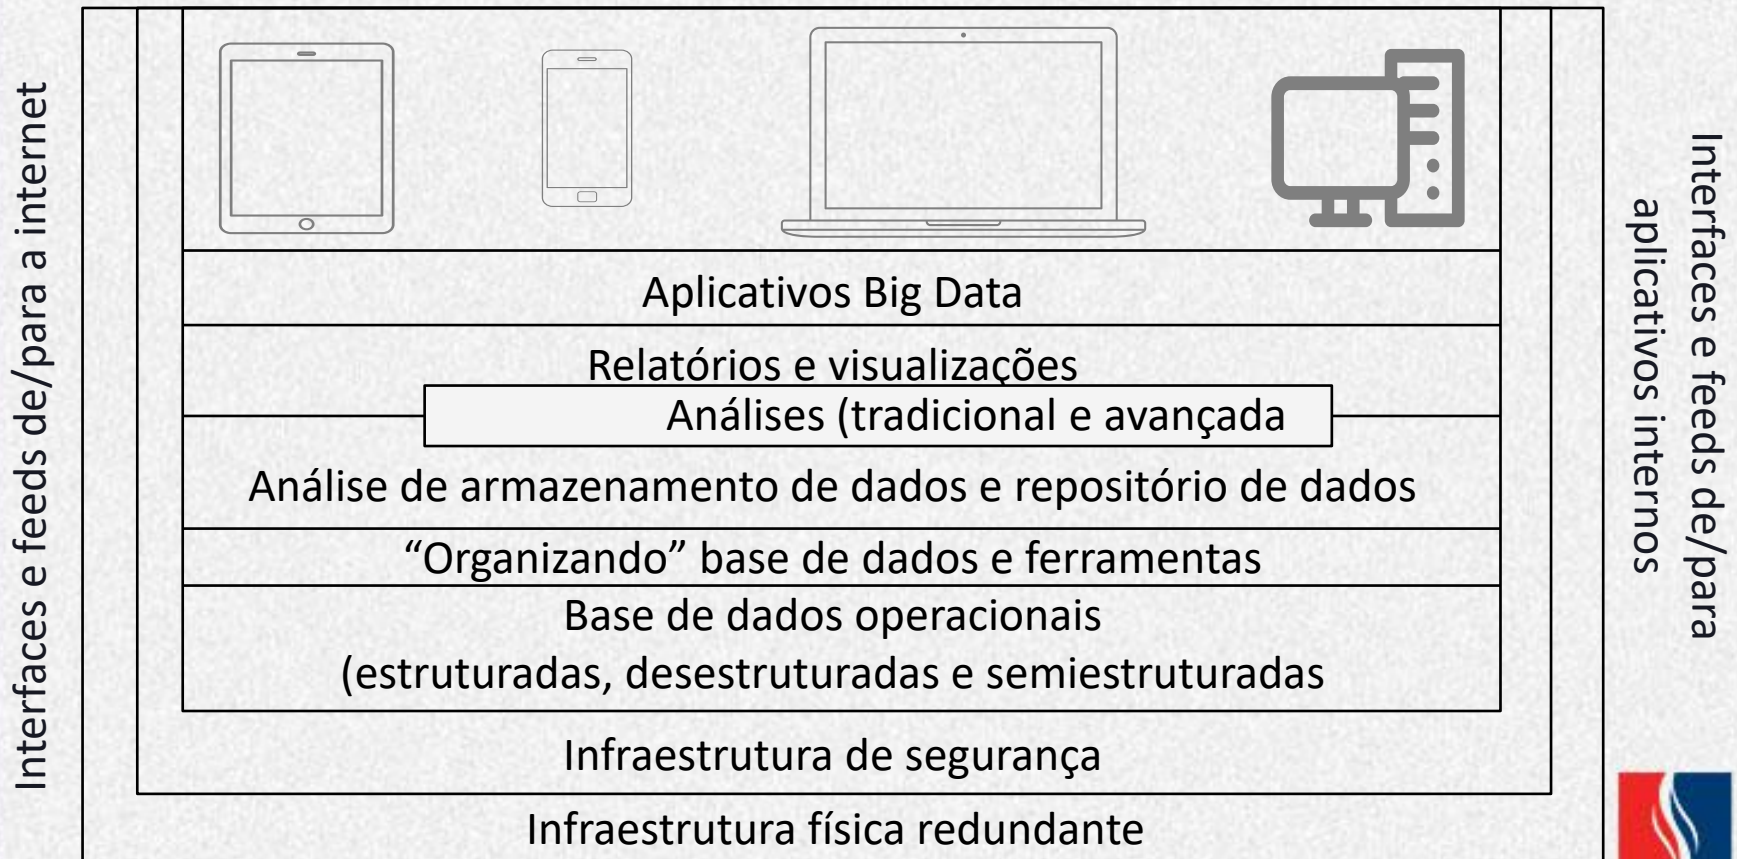 Interfaces e feeds de/para a internet
Aplicativos Big Data
Relatórios e visualizações
Análises (tradicional e avançada
Análise de armazenamento de dados e repositório de dados
“Organizando” base de dados e ferramentas
Base de dados operacionais
(estruturadas, desestruturadas e semiestruturadas
Infraestrutura de segurança
Infraestrutura física redundante
Interfaces e feeds de/para
aplicativos internos